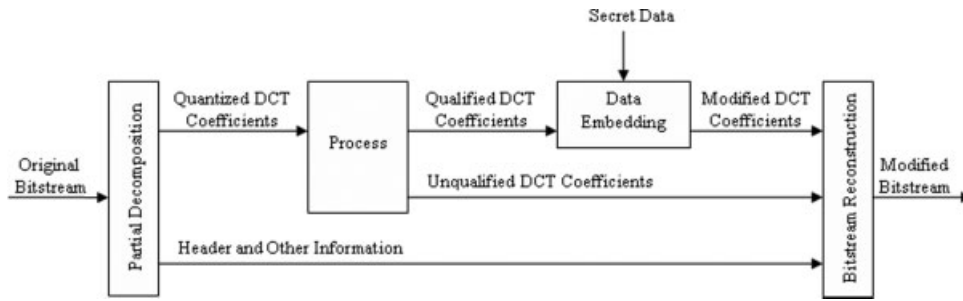 Secret Data
Quantized DCT
Coefficients
Qualified DCT
Coefficients
Data
Embedding
Modified DCT
Coefficients
Process
Original
Bitstream
Partial Decomposition
Unqualified DCT Coefficients
Bitstream Reconstruction
Modified
Bitstream
Header and Other Information